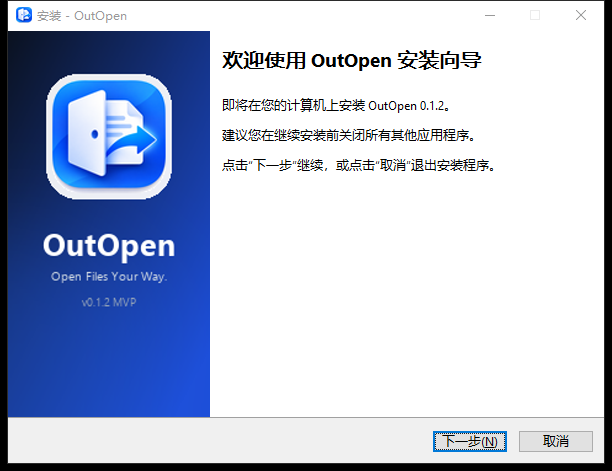 安装 - OutOpen
OutOpen
Open Files Your Way.
v0.1.2 MVP
欢迎使用 OutOpen 安装向导
即将在您的计算机上安装 OutOpen 0.1.2。
建议您在继续安装前关闭所有其他应用程序。
点击“下一步”继续，或点击“取消”退出安装程序。
下一步(N)
取消